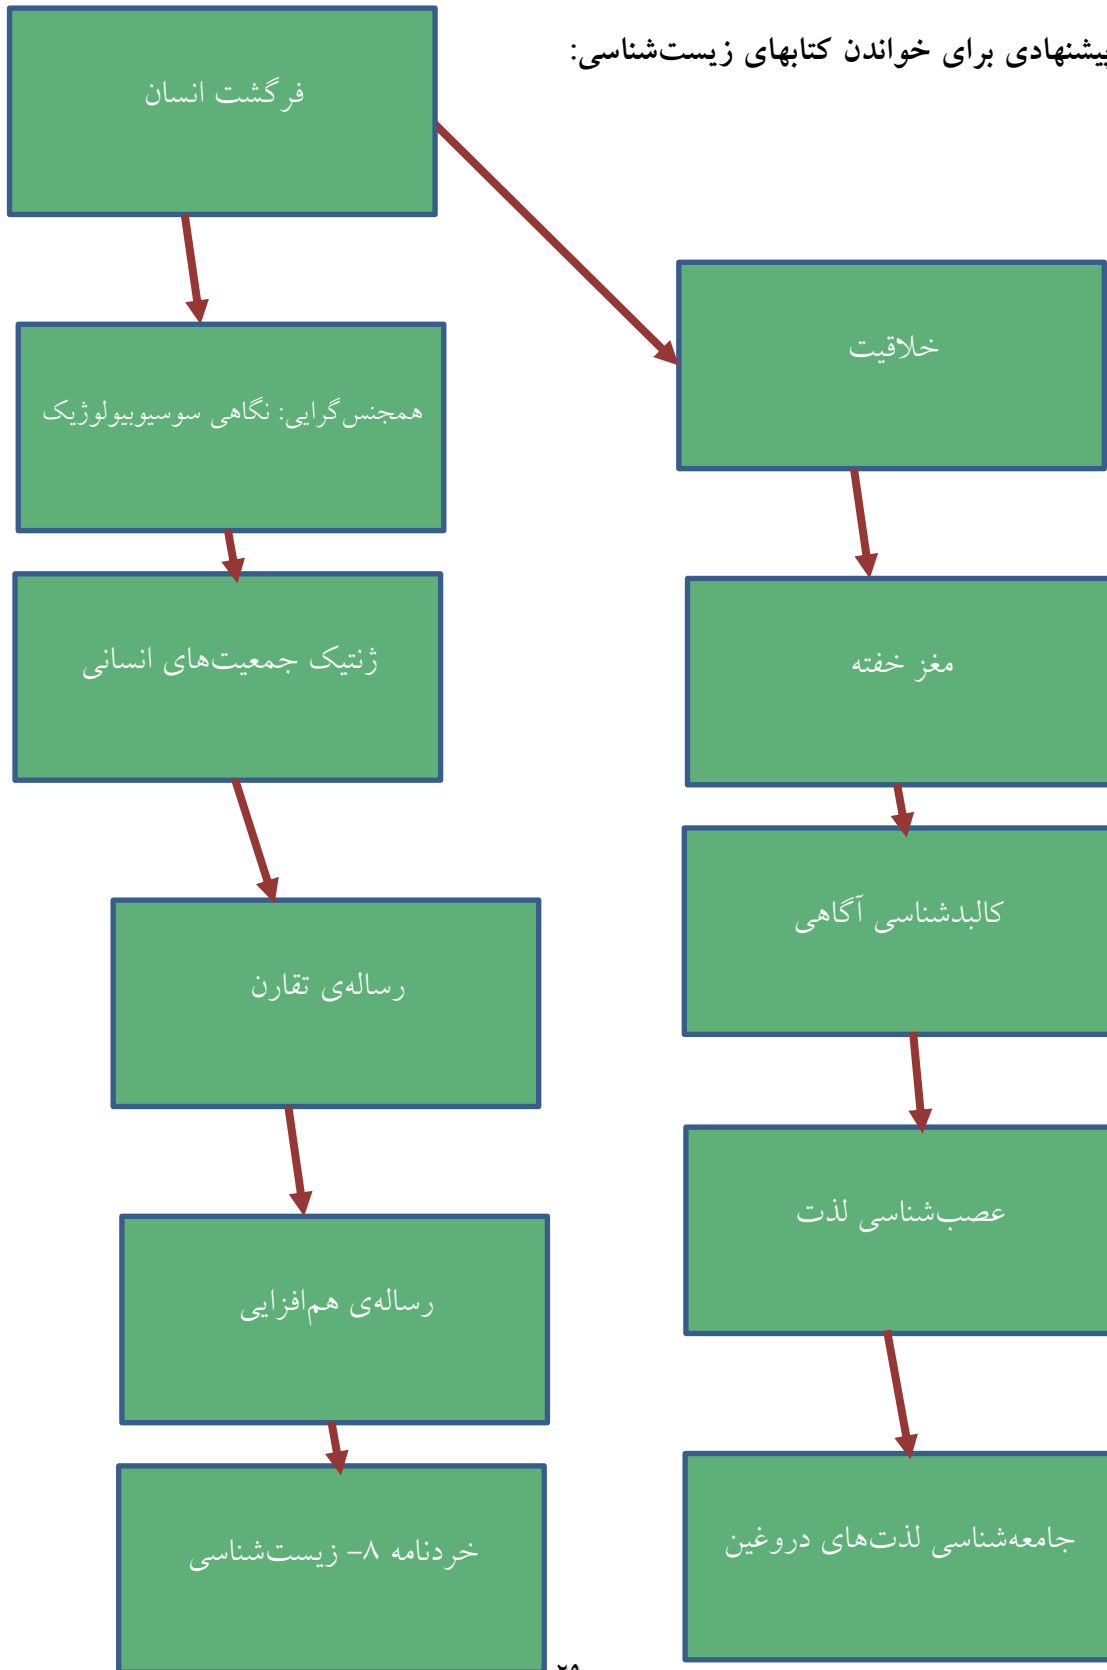 پیشنهادی برای خواندن کتابهای زیست‌شناسی:
فرگشت انسان
خلاقیت
همجنس‌گرایی: نگاهی سوسیوبیولوژیک
ژنتیک جمعیت‌های انسانی
مغز خفته
کالبدشناسی آگاهی
رساله‌ی تقارن
عصب‌شناسی لذت
رساله‌ی هم‌افزایی
جامعه‌شناسی لذت‌های دروغین
خردنامه ۸- زیست‌شناسی